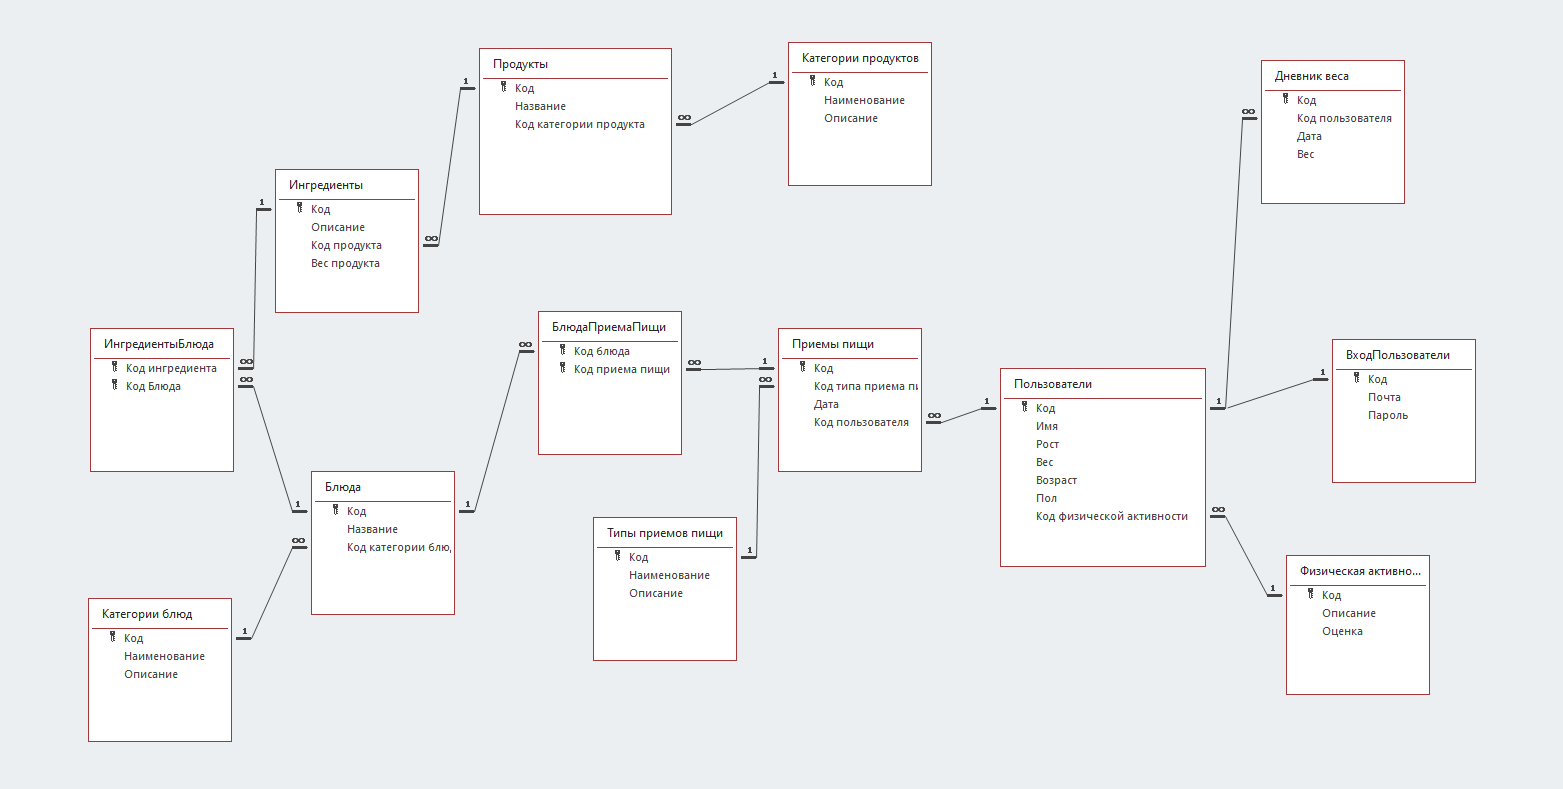 Продукты
Код
Название
Код категории продукта
Категории продуктов
Код
Наименование
Описание
Дневник веса
Код
Код пользователя
Дата
Вес
Ингредиенты
Код
Описание
Код продукта
Вес продукта
ИнгредиентыБлюда
Код ингредиента
Код Блюда
БлюдаПриемаПищи
Код блюда
Код приема пищи
Приемы пищи
Код
Код типа приема пи
Дата
Код пользователя
Пользователи
Код
Имя
Рост
Вес
Возраст
Пол
Код физической активности
ВходПользователи
Код
Почта
Пароль
Блюда
Код
Название
Код категории блюд
Типы приемов пищи
Код
Наименование
Описание
Физическая активно...
Код
Описание
Оценка
Категории блюд
Код
Наименование
Описание
1
∞
1
∞
1
∞
∞
1
∞
1
1
∞
∞
1
∞
1
∞
1
1
∞
1
1
∞
1